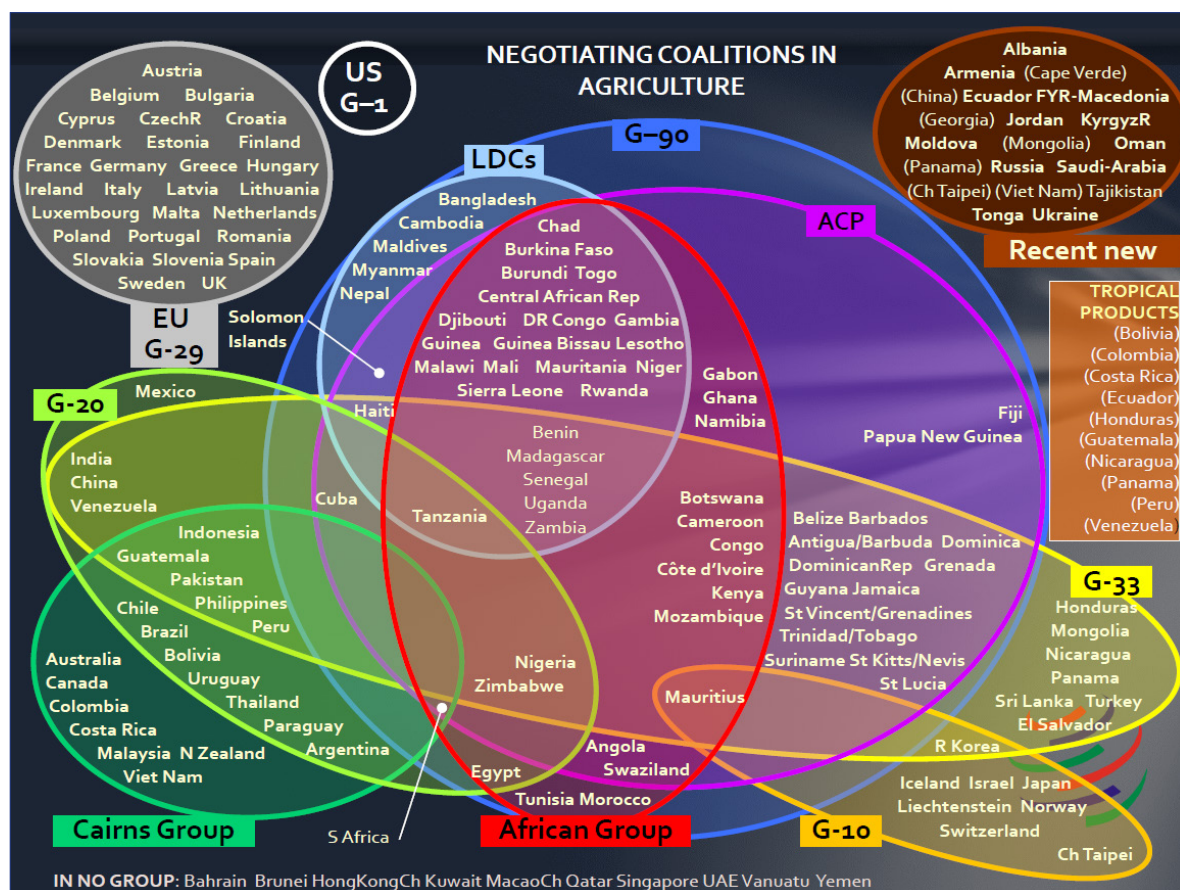 NEGOTIATING COALITIONS IN
AGRICULTURE
US
G–1
Austria
Belgium Bulgaria
Cyprus CzechR Croatia
Denmark Estonia Finland
France Germany Greece Hungary
Ireland Italy Latvia Lithuania
Luxembourg Malta Netherlands
Poland Portugal Romania
Slovakia Slovenia Spain
Sweden UK
EU
G-29
Albania
Armenia (Cape Verde)
(China) Ecuador FYR-Macedonia
(Georgia) Jordan KyrgyzR
Moldova (Mongolia) Oman
(Panama) Russia Saudi-Arabia
(Ch Taipei) (Viet Nam) Tajikistan
Tonga Ukraine
Recent new
TROPICAL
PRODUCTS
(Bolivia)
(Colombia)
(Costa Rica)
(Ecuador)
(Honduras)
(Guatemala)
(Nicaragua)
(Panama)
(Peru)
(Venezuela)
G–90
LDCs
ACP
Bangladesh
Cambodia
Maldives
Myanmar
Nepal
Solomon
Islands
Haiti
Chad
Burkina Faso
Burundi Togo
Central African Rep
Djibouti DR Congo Gambia
Guinea Guinea Bissau Lesotho
Malawi Mali Mauritania Niger
Sierra Leone Rwanda
Benin
Madagascar
Senegal
Uganda
Zambia
Tanzania
Cuba
Gabon
Ghana
Namibia
Fiji
Papua New Guinea
G-20
Mexico
India
China
Venezuela
Indonesia
Guatemala
Pakistan
Philippines
Peru
Chile
Brazil
Bolivia
Uruguay
Thailand
Paraguay
Argentina
Australia
Canada
Colombia
Costa Rica
Malaysia N Zealand
Viet Nam
Cairns Group
S Africa
Nigeria
Zimbabwe
Egypt
Tunisia Morocco
African Group
Angola
Swaziland
Mauritius
Botswana
Cameroon
Congo
Côte d'Ivoire
Kenya
Mozambique
Belize Barbados
Antigua/Barbuda Dominica
DominicanRep Grenada
Guyana Jamaica
St Vincent/Grenadines
Trinidad/Tobago
Suriname St Kitts/Nevis
St Lucia
G-33
Honduras
Mongolia
Nicaragua
Panama
Sri Lanka Turkey
El Salvador
R Korea
Iceland Israel Japan
Liechtenstein Norway
Switzerland
Ch Taipei
G-10
IN NO GROUP: Bahrain Brunei HongKongCh Kuwait MacaoCh Qatar Singapore UAE Vanuatu Yemen